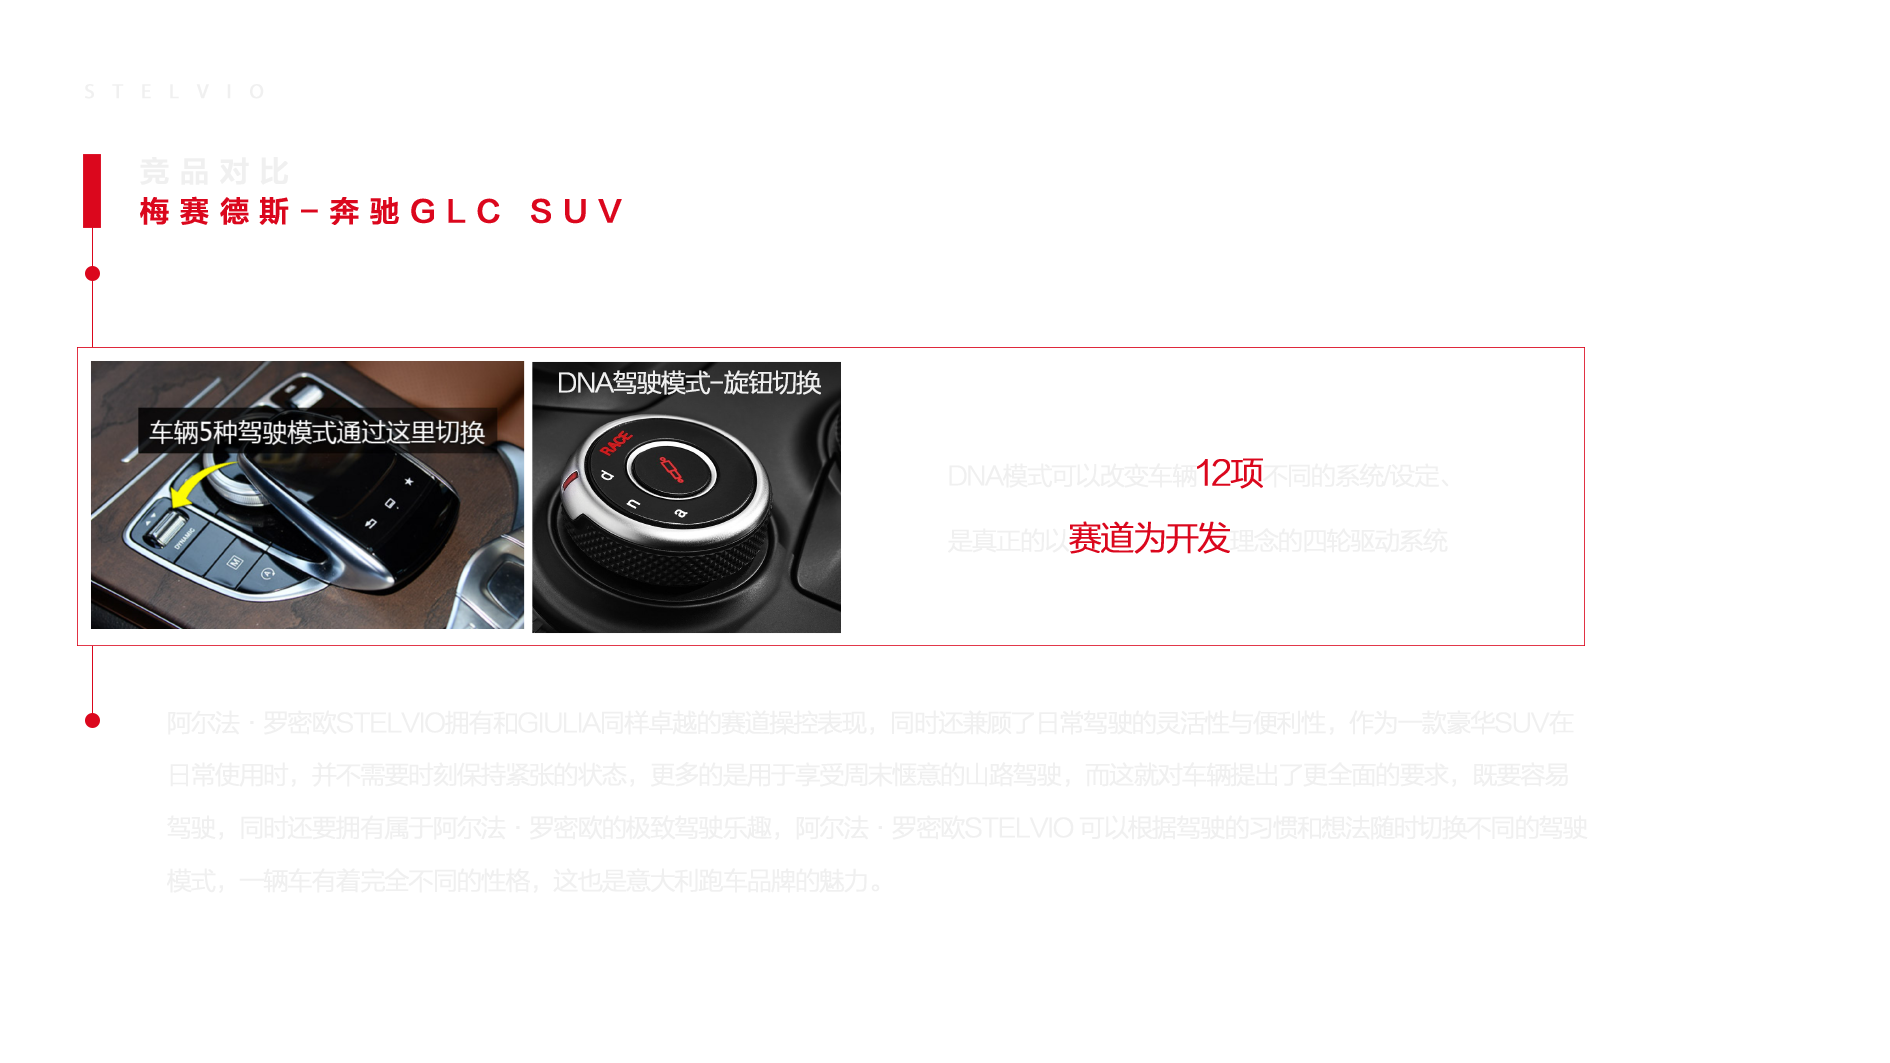 STELVIO
竞品对比
梅赛德斯-奔驰GLC SUV
车辆5种驾驶模式通过这里切换
DYNAMIC
M
A
DNA驾驶模式-旋钮切换
RACE
d
n
a
DNA模式可以改变车辆12项不同的系统/设定、
是真正的以赛道为开发理念的四轮驱动系统
阿尔法·罗密欧STELVIO拥有和GIULIA同样卓越的赛道操控表现，同时还兼顾了日常驾驶的灵活性与便利性，作为一款豪华SUV在
日常使用时，并不需要时刻保持紧张的状态，更多的是用于享受周末惬意的山路驾驶，而这就对车辆提出了更全面的要求，既要容易
驾驶，同时还要拥有属于阿尔法·罗密欧的极致驾驶乐趣，阿尔法·罗密欧STELVIO 可以根据驾驶的习惯和想法随时切换不同的驾驶
模式，一辆车有着完全不同的性格，这也是意大利跑车品牌的魅力。